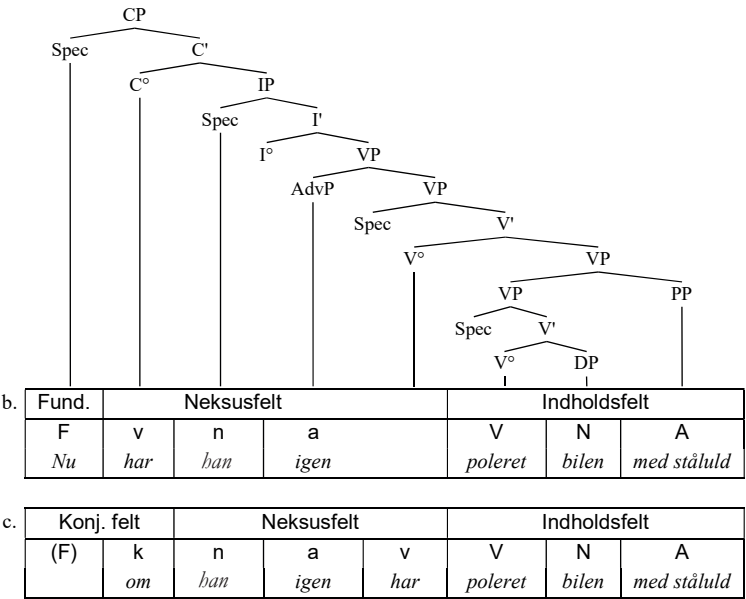 CP
Spec C'
C° IP
Spec I'
I° VP
AdvP VP
Spec V'
V° VP
VP PP
Spec V'
V° DP
b. Fund. Neksusfelt Indholdsfelt
F v n a V N A
Nu har han igen poleret bilen med ståluld
c. Konj. felt Neksusfelt Indholdsfelt
(F) k n a v V N A
om han igen har poleret bilen med ståluld